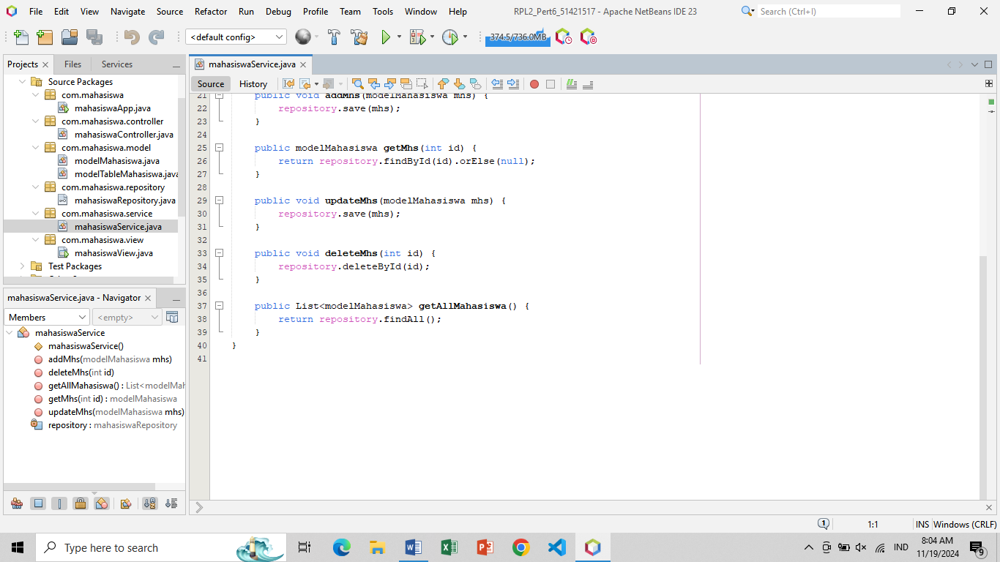 File Edit View Navigate Source Refactor Run Debug Profile Team Tools Window Help RPL2_Pert6_51421517 - Apache NetBeans IDE 23 Search (Ctrl+I)
<default config> 374.5/736.0MB
Projects Files Services
Source Packages
com.mahasiswa
mahasiswaApp.java
com.mahasiswa.controller
mahasiswaController.java
com.mahasiswa.model
modelMahasiswa.java
modelTableMahasiswa.java
com.mahasiswa.repository
mahasiswaRepository.java
com.mahasiswa.service
mahasiswaService.java
com.mahasiswa.view
mahasiswaView.java
Test Packages
mahasiswaService.java - Navigator
Members <empty>
mahasiswaService
mahasiswaService()
addMhs(modelMahasiswa mhs)
deleteMhs(int id)
getAllMahasiswa() : List<modelMah
getMhs(int id) : modelMahasiswa
updateMhs(modelMahasiswa mhs)
repository : mahasiswaRepository
mahasiswaService.java
Source History
21 public void addMhs(modelMahasiswa mhs) {
22 repository.save(mhs);
23 }
24
25 public modelMahasiswa getMhs(int id) {
26 return repository.findById(id).orElse(null);
27 }
28
29 public void updateMhs(modelMahasiswa mhs) {
30 repository.save(mhs);
31 }
32
33 public void deleteMhs(int id) {
34 repository.deleteById(id);
35 }
36
37 public List<modelMahasiswa> getAllMahasiswa() {
38 return repository.findAll();
39 }
40 }
41
1 1:1 INS Windows (CRLF)
Type here to search
IND
8:04 AM
11/19/2024
9